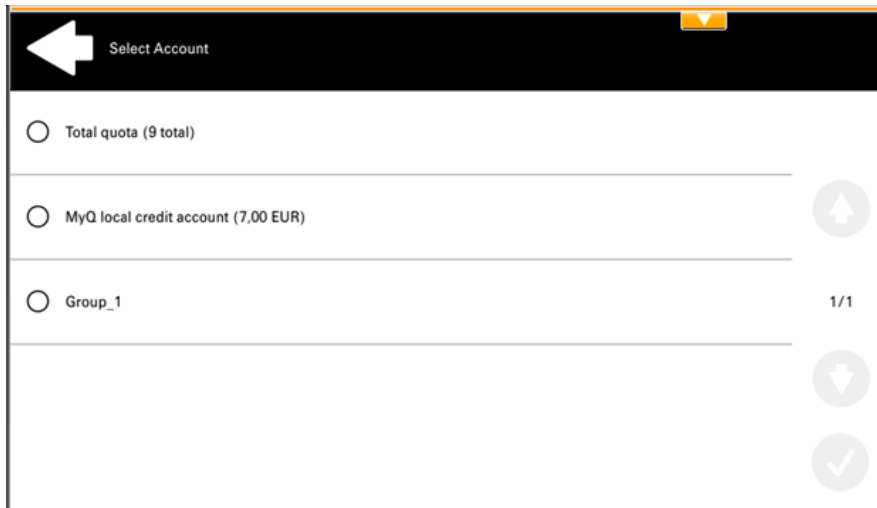 Select Account
Total quota (9 total)
MyQ local credit account (7,00 EUR)
Group_1
1/1